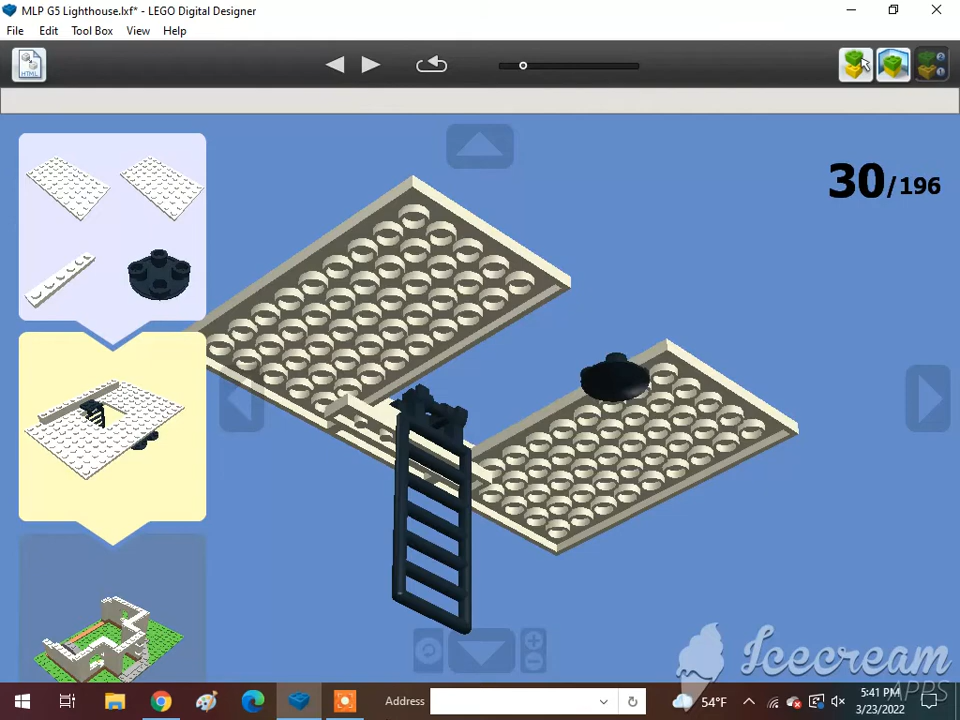 MLP G5 Lighthouse.lxf* - LEGO Digital Designer
File Edit Tool Box View Help
HTML
30/196
Icecream
APPS
Address
54°F
5:41 PM
3/23/2022